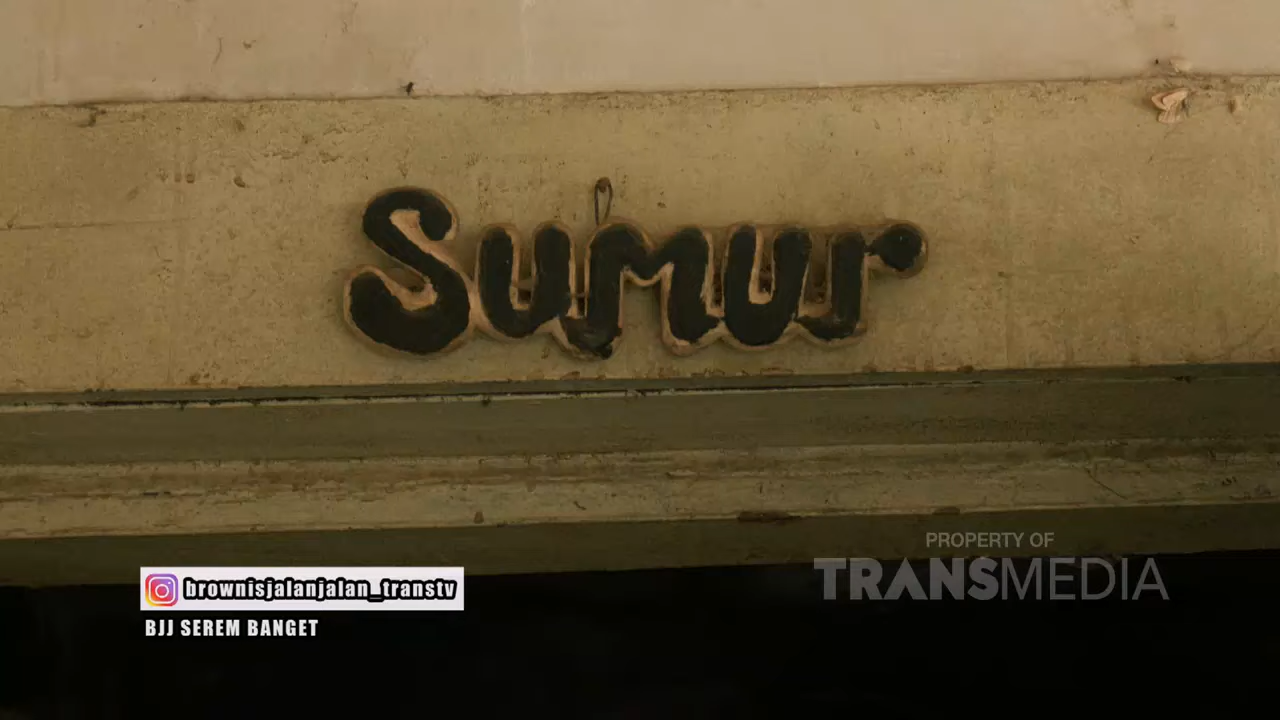 Sumur
PROPERTY OF
TRANSMEDIA
brownisjalanjalan_transtv
BJJ SEREM BANGET